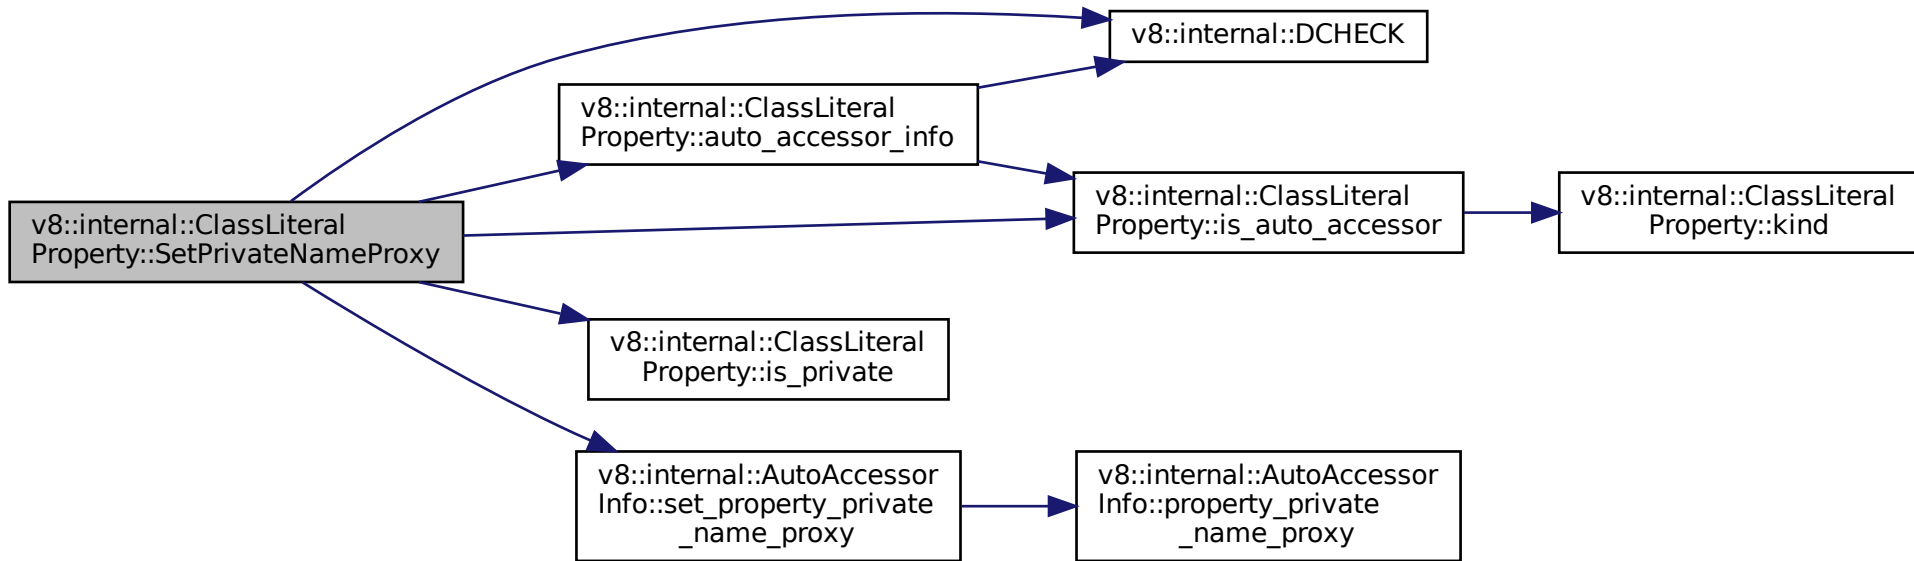 v8::internal::DCHECK
v8::internal::ClassLiteral
Property::auto_accessor_info
v8::internal::ClassLiteral
Property::is_auto_accessor
v8::internal::ClassLiteral
Property::kind
v8::internal::ClassLiteral
Property::SetPrivateNameProxy
v8::internal::ClassLiteral
Property::is_private
v8::internal::AutoAccessor
Info::set_property_private
_name_proxy
v8::internal::AutoAccessor
Info::property_private
_name_proxy